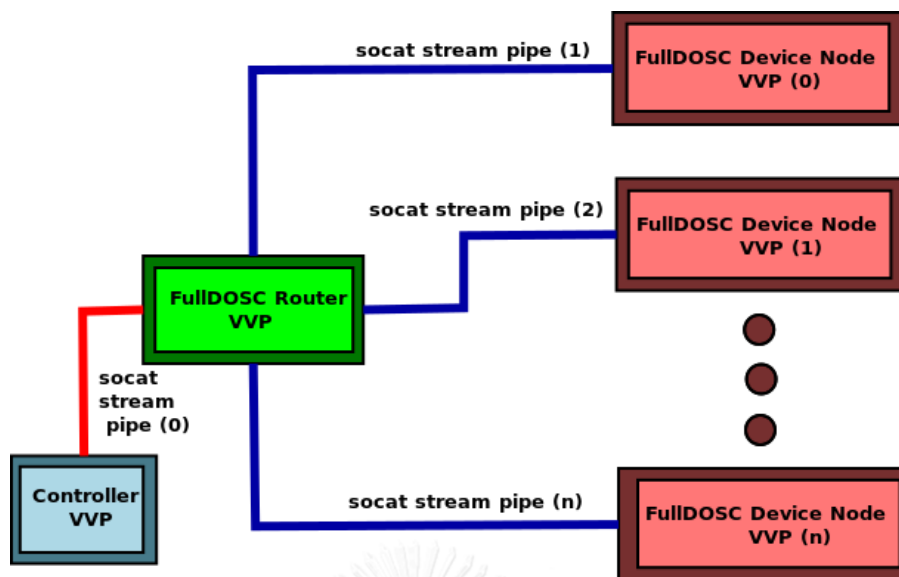 socat stream pipe (1)
FullDOSC Device Node
VVP (0)
socat stream pipe (2)
FullDOSC Device Node
VVP (1)
FullDOSC Router
VVP
socat
stream
pipe (0)
Controller
VVP
socat stream pipe (n)
FullDOSC Device Node
VVP (n)